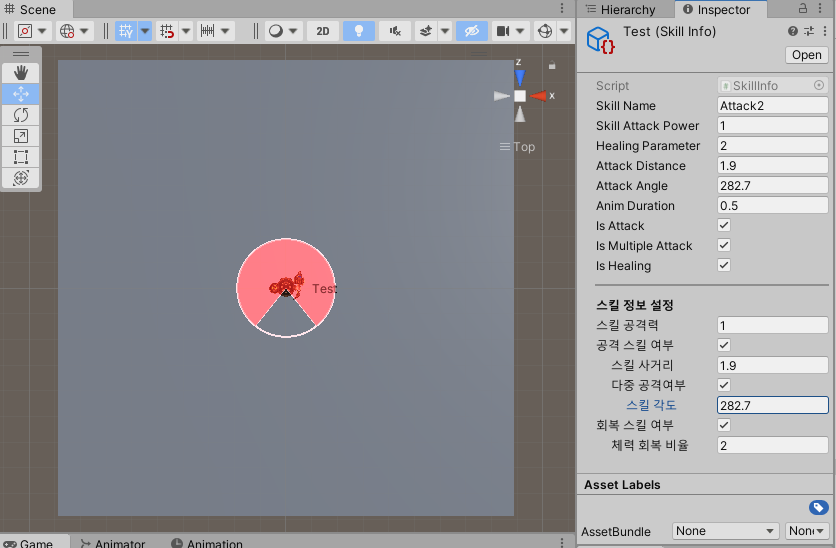 Scene
Hierarchy
Inspector
2D
Test (Skill Info)
Open
z
x
Top
Test
Script
SkillInfo
Skill Name
Attack2
Skill Attack Power
1
Healing Parameter
2
Attack Distance
1.9
Attack Angle
282.7
Anim Duration
0.5
Is Attack
Is Multiple Attack
Is Healing
스킬 정보 설정
스킬 공격력
1
공격 스킬 여부
스킬 사거리
1.9
다중 공격여부
스킬 각도
282.7
회복 스킬 여부
체력 회복 비율
2
Asset Labels
AssetBundle
None
Non
Game
Animator
Animation